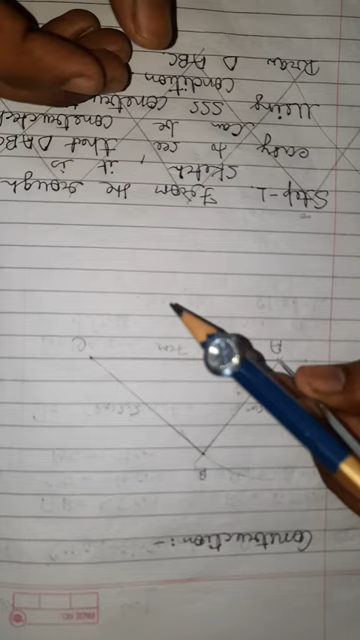 Construction :-
B
A
7cm
C
Step-1. From the rough
sketch, it is
easy to see that ΔABC
can be constructed
Using SSS
condition
Draw Δ ABC